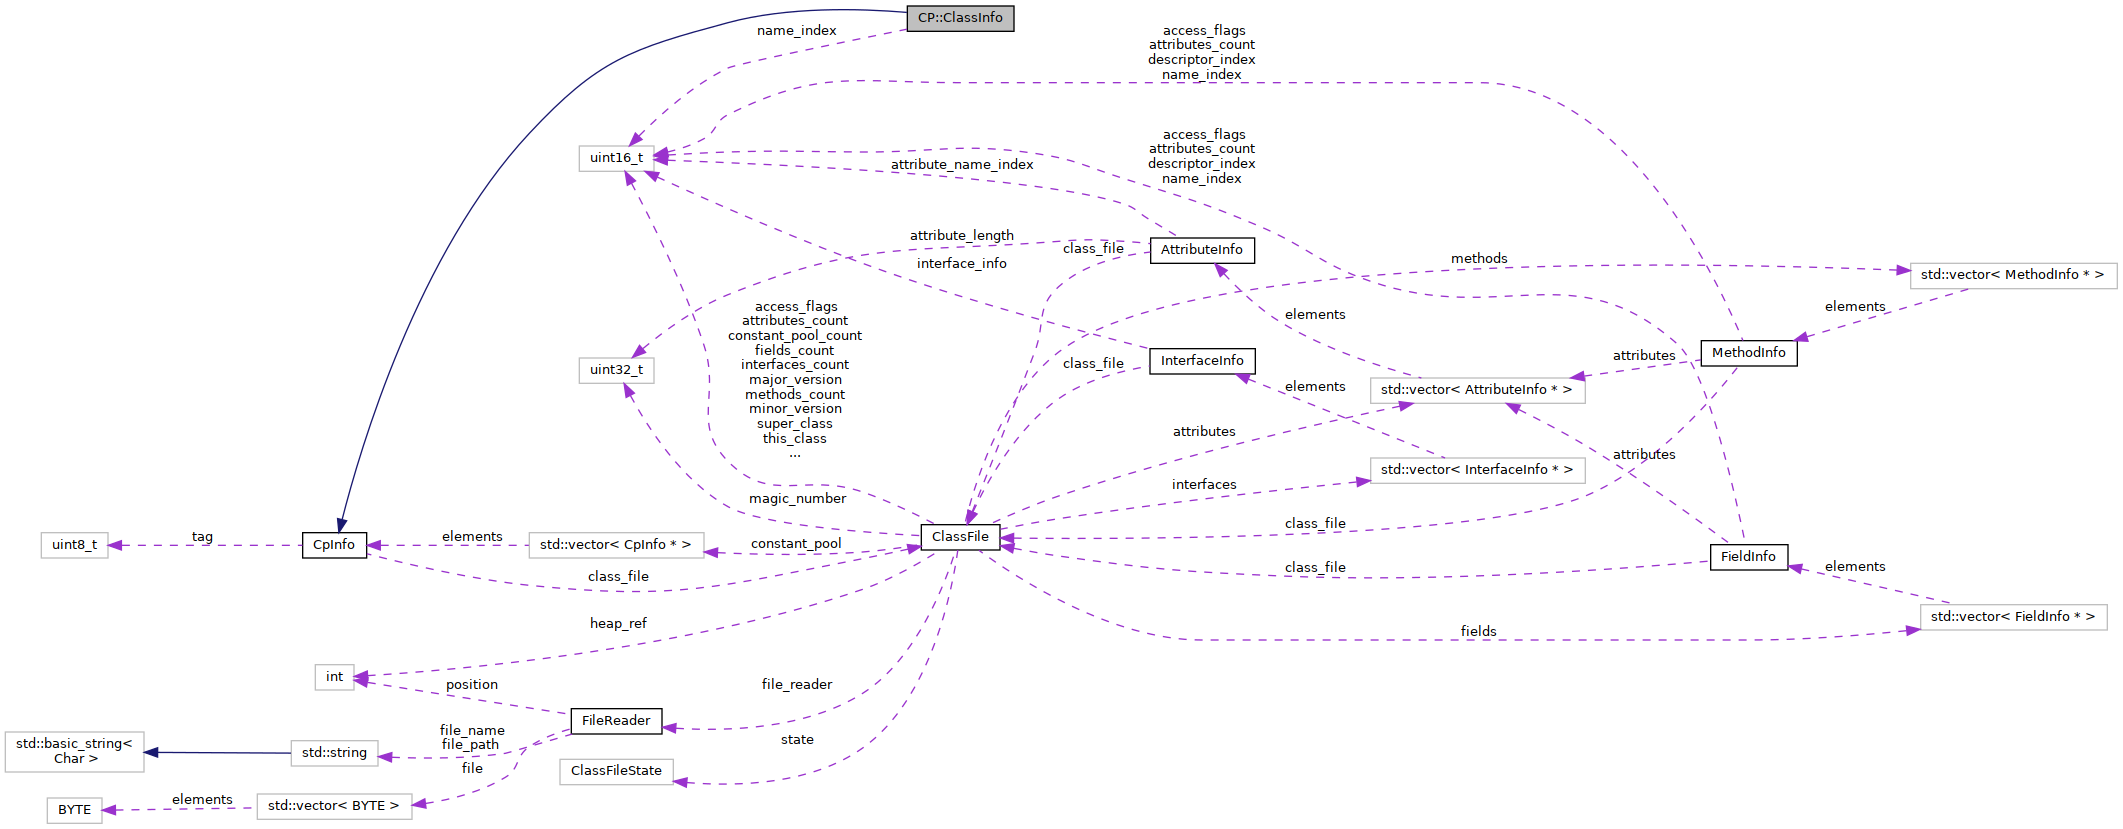 CP::ClassInfo
name_index
access_flags
attributes_count
descriptor_index
name_index
access_flags
attributes_count
descriptor_index
name_index
uint16_t
attribute_name_index
attribute_length
class_file
AttributeInfo
interface_info
methods
std::vector< MethodInfo * >
elements
elements
access_flags
attributes_count
constant_pool_count
fields_count
interfaces_count
major_version
methods_count
minor_version
super_class
this_class
...
uint32_t
class_file
InterfaceInfo
attributes
MethodInfo
elements
std::vector< AttributeInfo * >
attributes
attributes
interfaces
std::vector< InterfaceInfo * >
magic_number
class_file
uint8_t
tag
CpInfo
elements
std::vector< CpInfo * >
constant_pool
ClassFile
class_file
class_file
FieldInfo
elements
std::vector< FieldInfo * >
heap_ref
fields
int
position
file_reader
FileReader
std::basic_string<
Char >
std::string
file_name
file_path
state
file
ClassFileState
BYTE
elements
std::vector< BYTE >